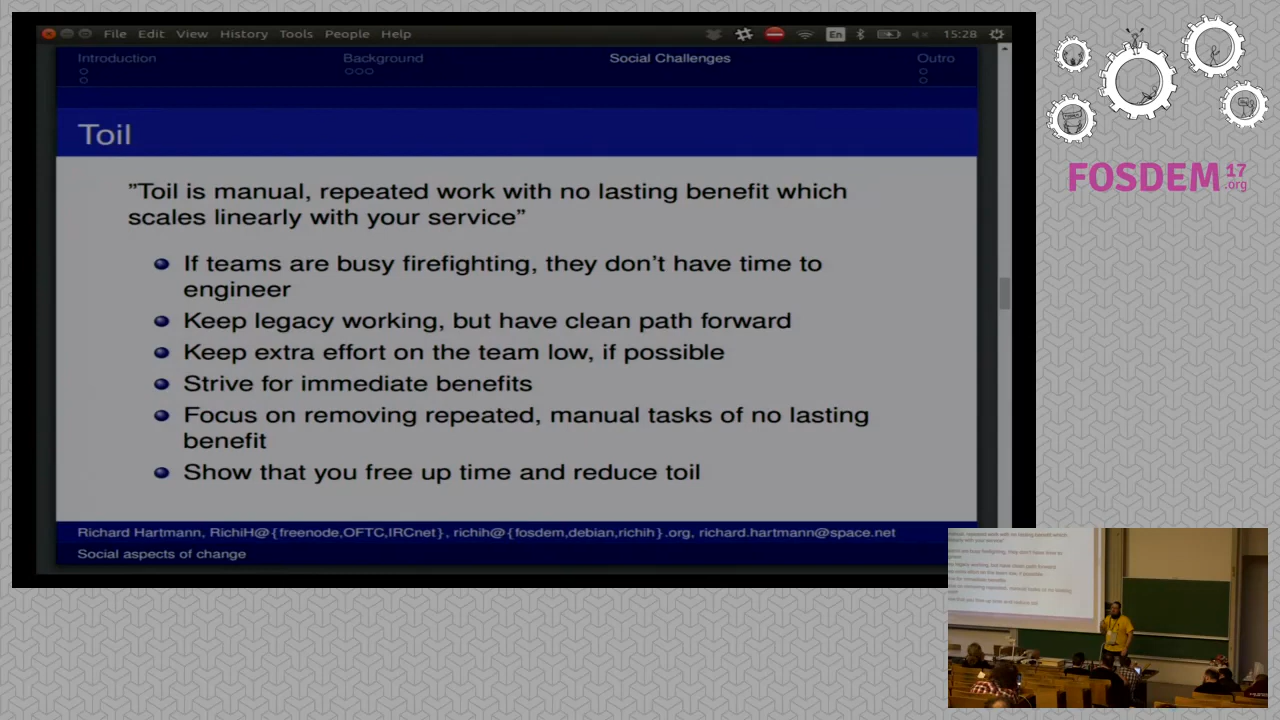 File Edit View History Tools People Help
En
15:28
Introduction Background Social Challenges Outro
Toil
”Toil is manual, repeated work with no lasting benefit which
scales linearly with your service”
If teams are busy firefighting, they don’t have time to
engineer
Keep legacy working, but have clean path forward
Keep extra effort on the team low, if possible
Strive for immediate benefits
Focus on removing repeated, manual tasks of no lasting
benefit
Show that you free up time and reduce toil
Richard Hartmann, RichiH@{freenode,OFTC,IRCnet}, richih@{fosdem,debian,richih}.org, richard.hartmann@space.net
Social aspects of change
FOSDEM 17
.org